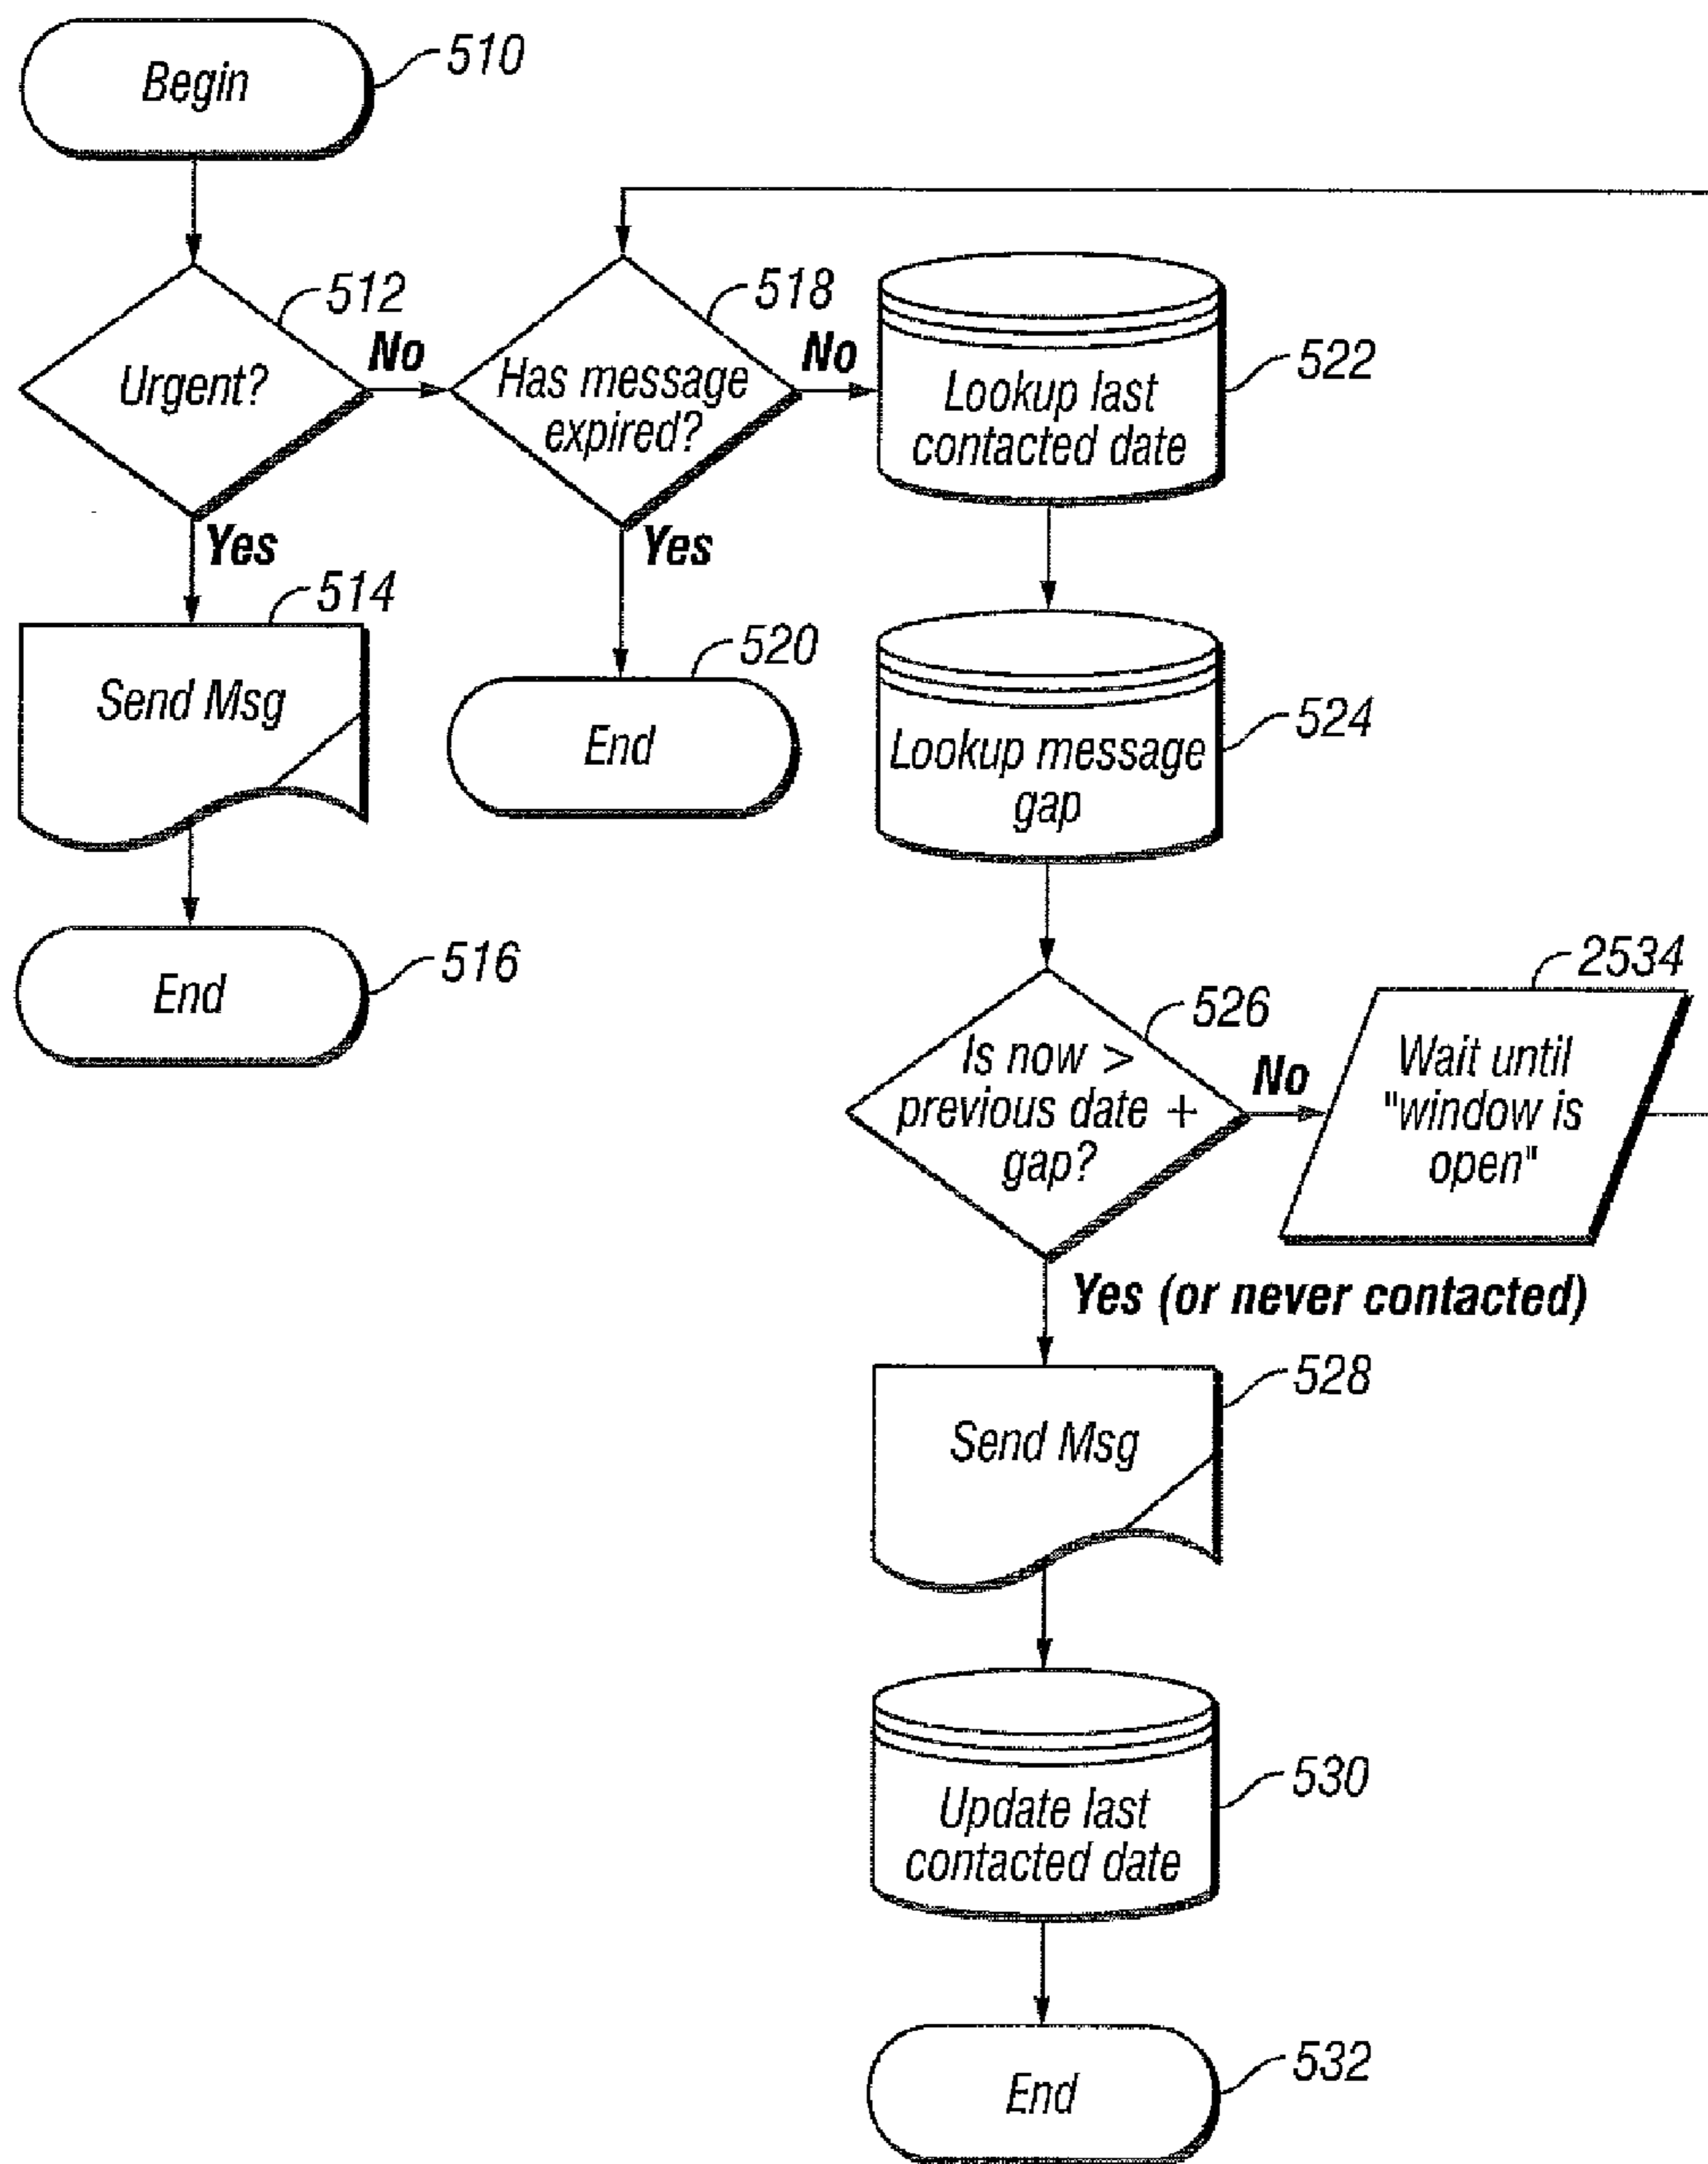 Begin
510
512
Urgent?
No
Yes
514
Send Msg
End
516
518
Has message
expired?
No
Yes
520
End
522
Lookup last
contacted date
524
Lookup message
gap
526
Is now >
previous date +
gap?
No
2534
Wait until
"window is
open"
Yes (or never contacted)
528
Send Msg
530
Update last
contacted date
532
End